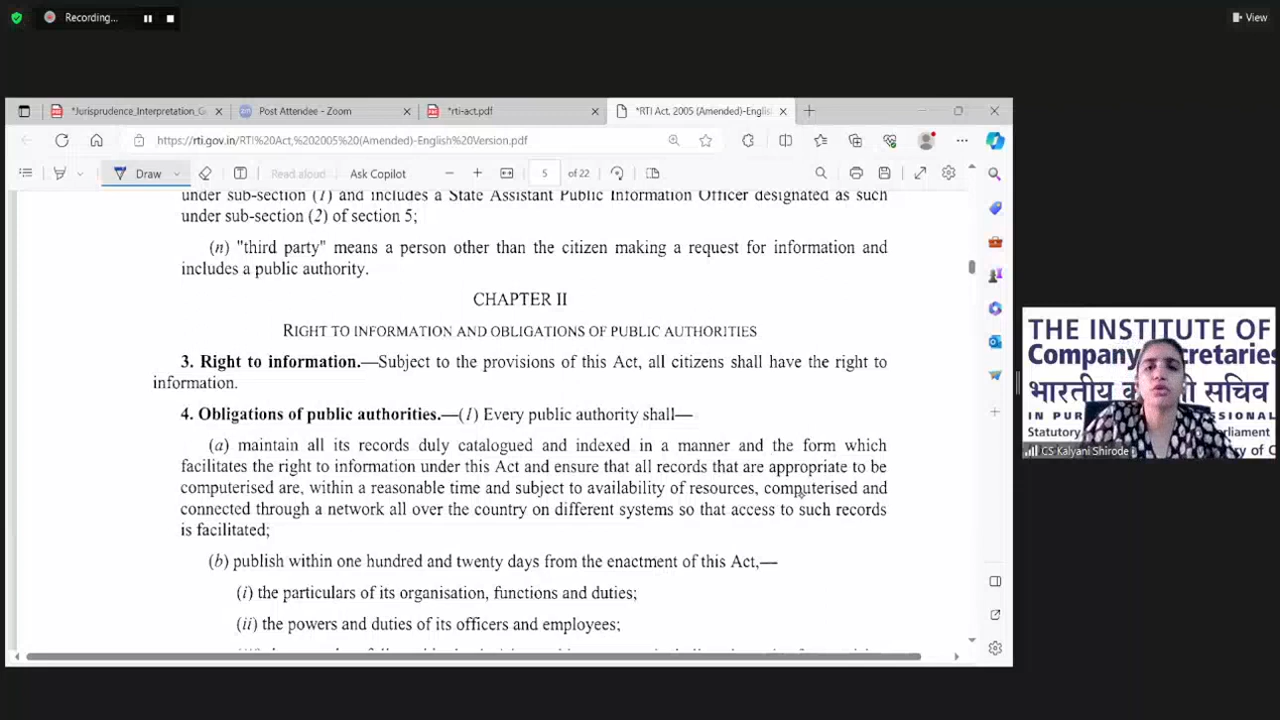 Recording...
View
*Jurisprudence_Interpretation_G
Post Attendee - Zoom
*rti-act.pdf
*RTI Act, 2005 (Amended)-Englis
https://rti.gov.in/RTI%20Act,%202005%20(Amended)-English%20Version.pdf
Draw
Read aloud
Ask Copilot
5
of 22
under sub-section (1) and includes a State Assistant Public Information Officer designated as such
under sub-section (2) of section 5;
(n) "third party" means a person other than the citizen making a request for information and
includes a public authority.
CHAPTER II
RIGHT TO INFORMATION AND OBLIGATIONS OF PUBLIC AUTHORITIES
3. Right to information.—Subject to the provisions of this Act, all citizens shall have the right to
information.
4. Obligations of public authorities.—(1) Every public authority shall—
(a) maintain all its records duly catalogued and indexed in a manner and the form which
facilitates the right to information under this Act and ensure that all records that are appropriate to be
computerised are, within a reasonable time and subject to availability of resources, computerised and
connected through a network all over the country on different systems so that access to such records
is facilitated;
(b) publish within one hundred and twenty days from the enactment of this Act,—
(i) the particulars of its organisation, functions and duties;
(ii) the powers and duties of its officers and employees;
THE INSTITUTE OF
Company cretaries
भारतीय क सचिव
IN PUR SSIONAL
Statutory rliament
CS Kalyani Shirode